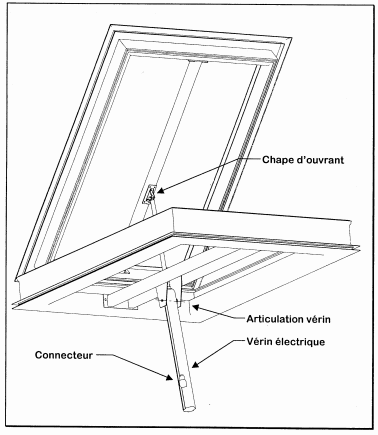 Chape d'ouvrant
Articulation vérin
Vérin électrique
Connecteur